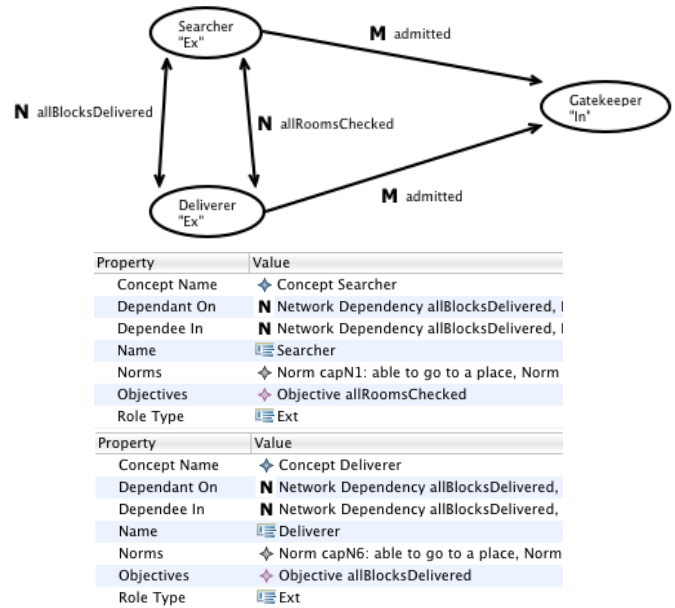 Searcher
"Ex"
M admitted
Gatekeeper
"In"
N allBlocksDelivered
N allRoomsChecked
Deliverer
"Ex"
M admitted
Property Value
Concept Name Concept Searcher
Dependant On N Network Dependency allBlocksDelivered,
Dependee In N Network Dependency allBlocksDelivered,
Name Searcher
Norms Norm capN1: able to go to a place, Norm
Objectives Objective allRoomsChecked
Role Type Ext
Property Value
Concept Name Concept Deliverer
Dependant On N Network Dependency allBlocksDelivered,
Dependee In N Network Dependency allBlocksDelivered,
Name Deliverer
Norms Norm capN6: able to go to a place, Norm
Objectives Objective allBlocksDelivered
Role Type Ext